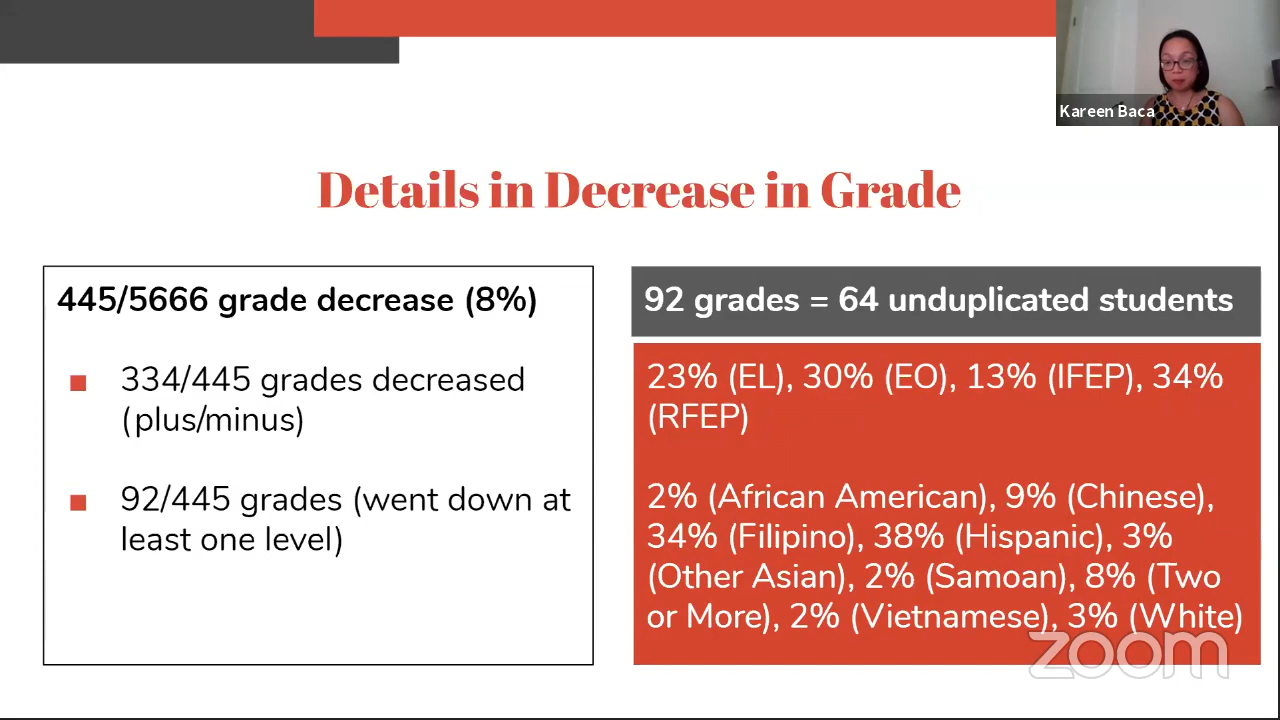 Kareen Baca
Details in Decrease in Grade
445/5666 grade decrease (8%)
■ 334/445 grades decreased
(plus/minus)
■ 92/445 grades (went down at
least one level)
92 grades = 64 unduplicated students
23% (EL), 30% (EO), 13% (IFEP), 34%
(RFEP)
2% (African American), 9% (Chinese),
34% (Filipino), 38% (Hispanic), 3%
(Other Asian), 2% (Samoan), 8% (Two
or More), 2% (Vietnamese), 3% (White)
zoom